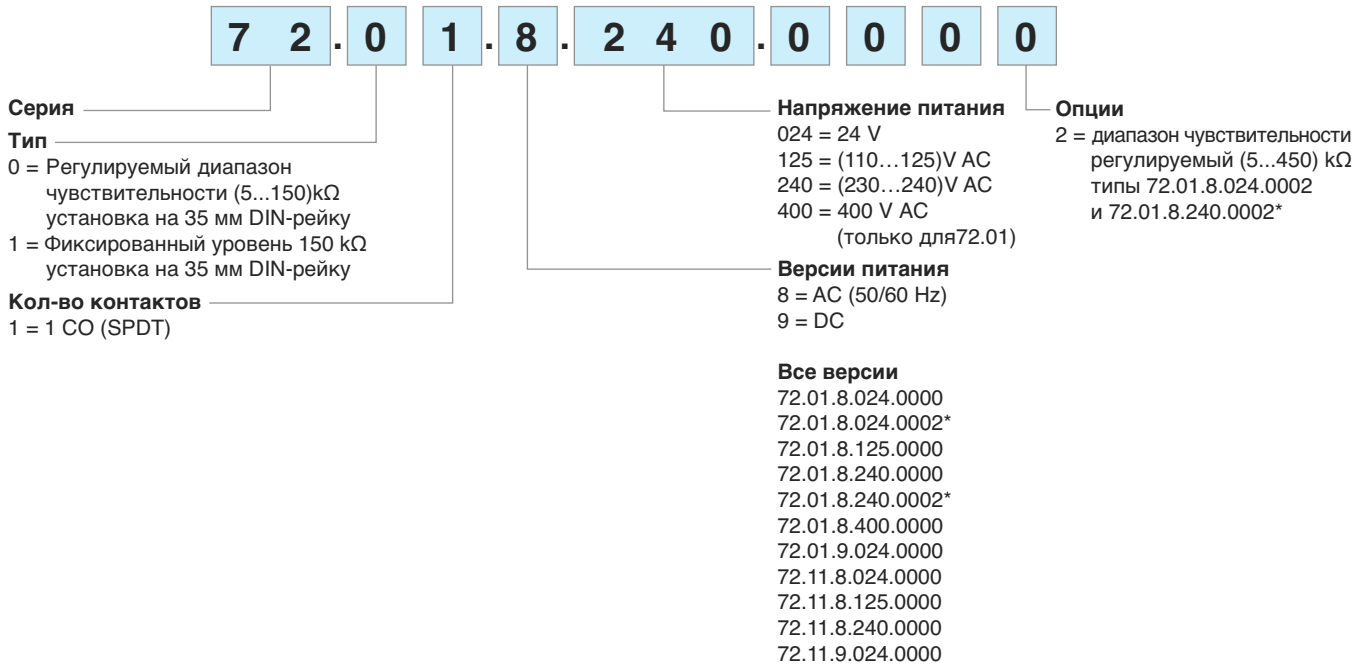 7 2 . 0 1 . 8 . 2 4 0 . 0 0 0 0
Серия
Тип
0 = Регулируемый диапазон
чувствительности (5...150)kΩ
установка на 35 мм DIN-рейку
1 = Фиксированный уровень 150 kΩ
установка на 35 мм DIN-рейку
Кол-во контактов
1 = 1 CO (SPDT)
Напряжение питания
024 = 24 V
125 = (110…125)V AC
240 = (230…240)V AC
400 = 400 V AC
(только для72.01)
Версии питания
8 = AC (50/60 Hz)
9 = DC
Все версии
72.01.8.024.0000
72.01.8.024.0002*
72.01.8.125.0000
72.01.8.240.0000
72.01.8.240.0002*
72.01.8.400.0000
72.01.9.024.0000
72.11.8.024.0000
72.11.8.125.0000
72.11.8.240.0000
72.11.9.024.0000
Опции
2 = диапазон чувствительности
регулируемый (5...450) kΩ
типы 72.01.8.024.0002
и 72.01.8.240.0002*